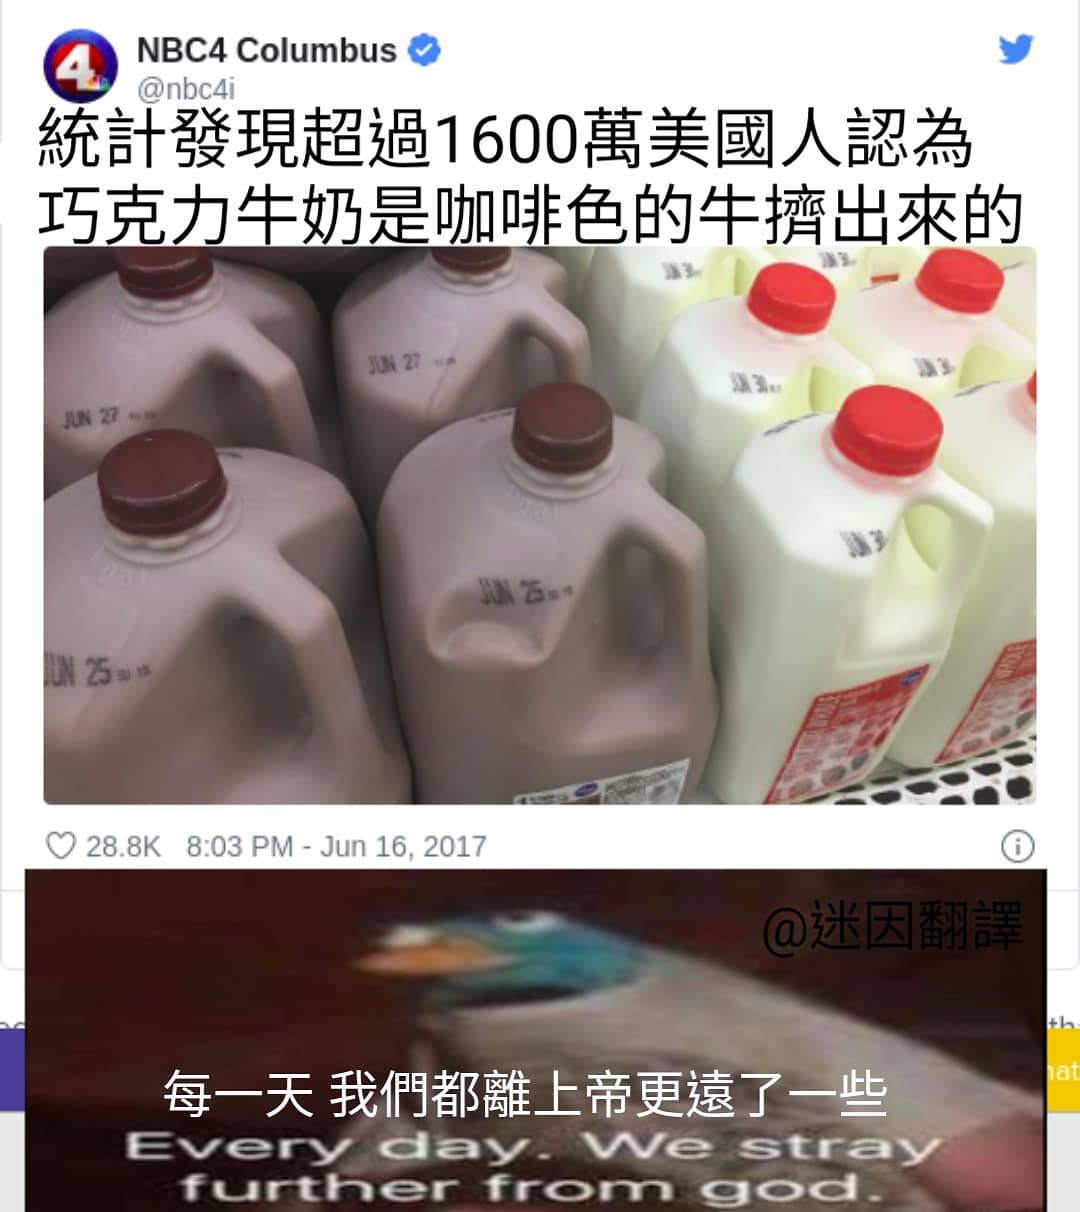 NBC4 Columbus
@nbc4i
統計發現超過1600萬美國人認為
巧克力牛奶是咖啡色的牛擠出來的
JUN 27
JUN 27
JUN 30
JUN 30
JUN 25
JUN 25
28.8K 8:03 PM - Jun 16, 2017
@迷因翻譯
每一天 我們都離上帝更遠了一些
Every day. We stray
further from god.